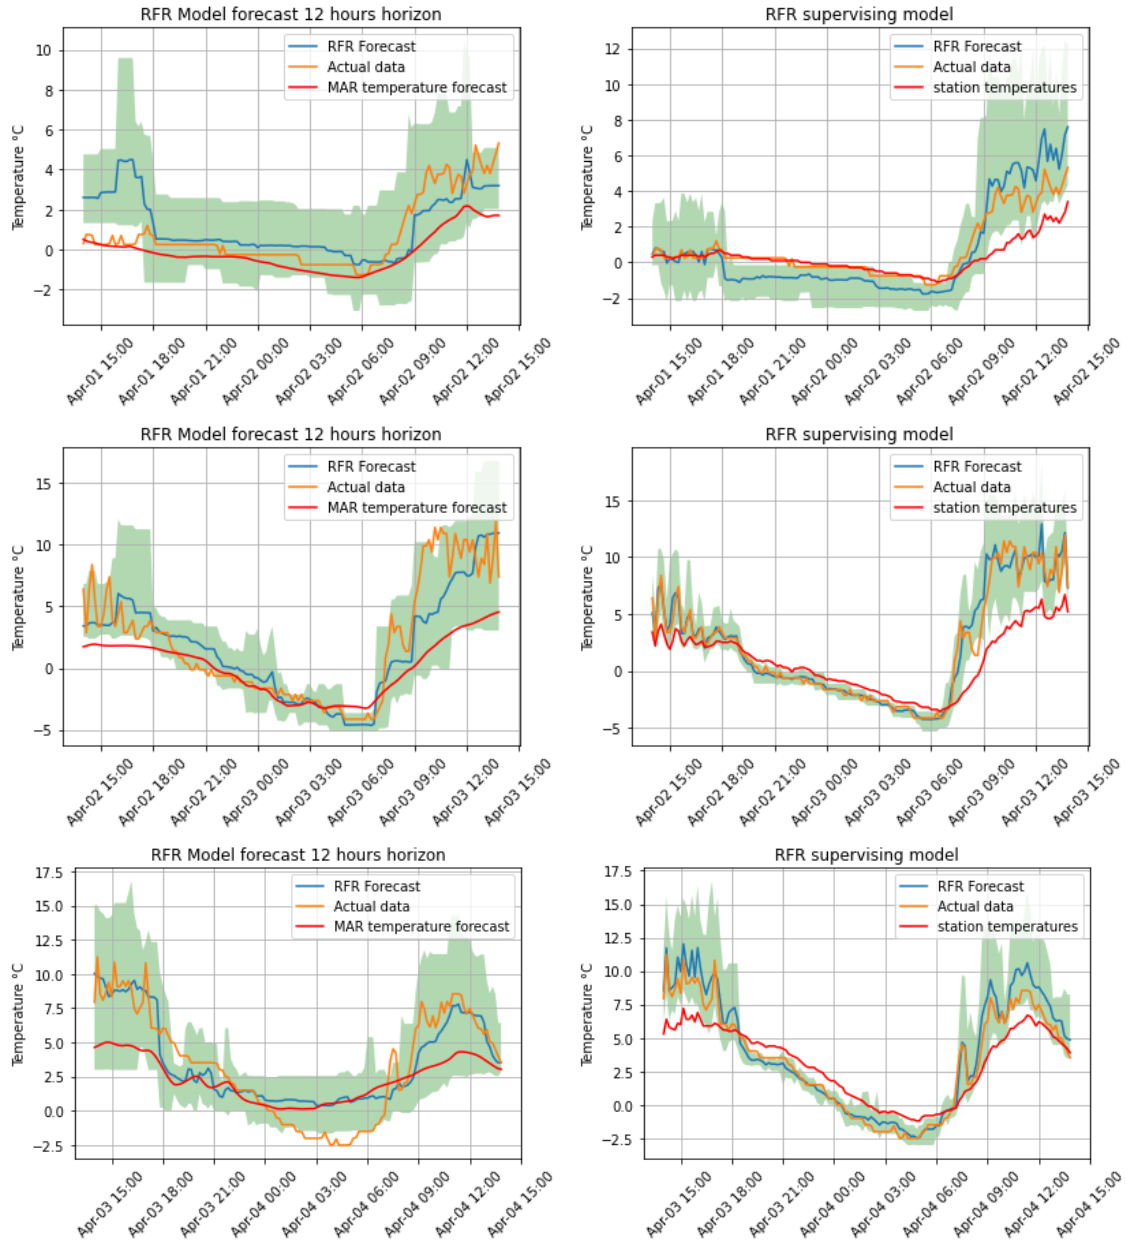 RFR Model forecast 12 hours horizon
RFR Forecast
Actual data
MAR temperature forecast
Temperature °C
10
8
6
4
2
0
−2
Apr-01 15:00
Apr-01 18:00
Apr-01 21:00
Apr-02 00:00
Apr-02 03:00
Apr-02 06:00
Apr-02 09:00
Apr-02 12:00
Apr-02 15:00
RFR supervising model
RFR Forecast
Actual data
station temperatures
Temperature °C
12
10
8
6
4
2
0
−2
Apr-01 15:00
Apr-01 18:00
Apr-01 21:00
Apr-02 00:00
Apr-02 03:00
Apr-02 06:00
Apr-02 09:00
Apr-02 12:00
Apr-02 15:00
RFR Model forecast 12 hours horizon
RFR Forecast
Actual data
MAR temperature forecast
Temperature °C
15
10
5
0
−5
Apr-02 15:00
Apr-02 18:00
Apr-02 21:00
Apr-03 00:00
Apr-03 03:00
Apr-03 06:00
Apr-03 09:00
Apr-03 12:00
Apr-03 15:00
RFR supervising model
RFR Forecast
Actual data
station temperatures
Temperature °C
15
10
5
0
−5
Apr-02 15:00
Apr-02 18:00
Apr-02 21:00
Apr-03 00:00
Apr-03 03:00
Apr-03 06:00
Apr-03 09:00
Apr-03 12:00
Apr-03 15:00
RFR Model forecast 12 hours horizon
RFR Forecast
Actual data
MAR temperature forecast
Temperature °C
17.5
15.0
12.5
10.0
7.5
5.0
2.5
0.0
−2.5
Apr-03 15:00
Apr-03 18:00
Apr-03 21:00
Apr-04 00:00
Apr-04 03:00
Apr-04 06:00
Apr-04 09:00
Apr-04 12:00
Apr-04 15:00
RFR supervising model
RFR Forecast
Actual data
station temperatures
Temperature °C
17.5
15.0
12.5
10.0
7.5
5.0
2.5
0.0
−2.5
Apr-03 15:00
Apr-03 18:00
Apr-03 21:00
Apr-04 00:00
Apr-04 03:00
Apr-04 06:00
Apr-04 09:00
Apr-04 12:00
Apr-04 15:00